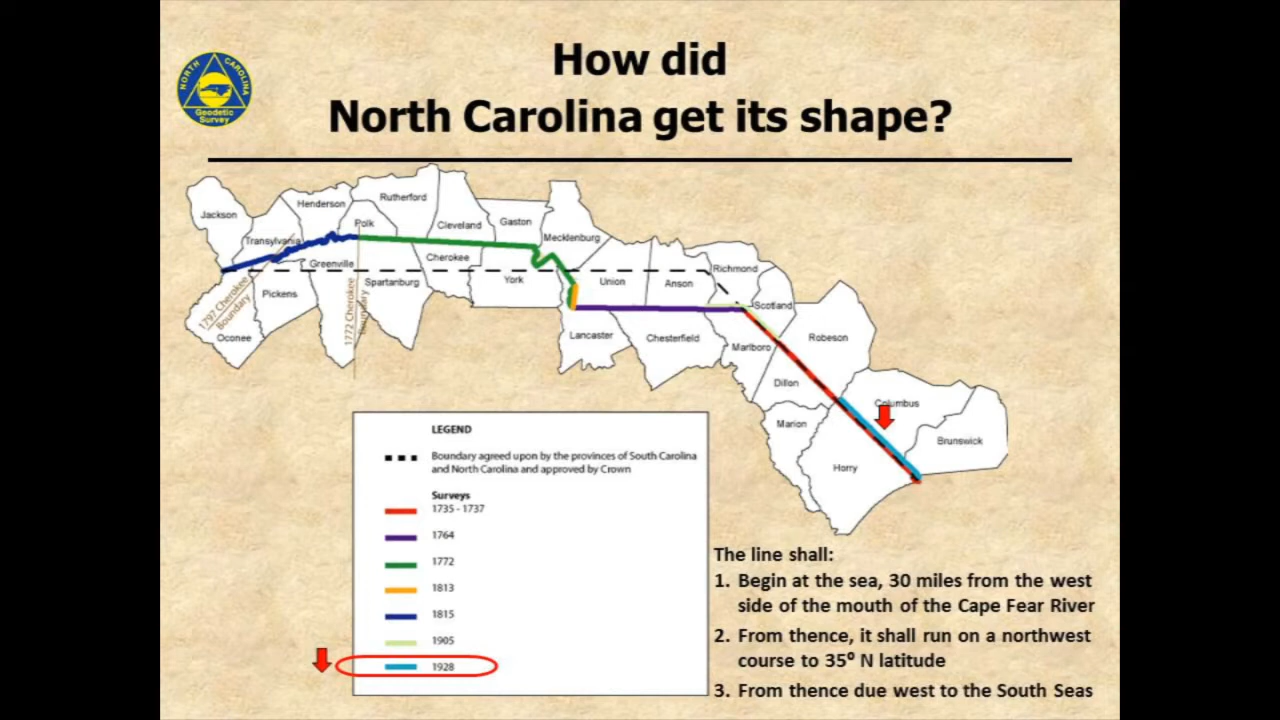 How did
North Carolina get its shape?
NORTH CAROLINA
Geodetic
Survey
Jackson
Transylvania
Henderson
Polk
Rutherford
Cleveland
Gaston
Mecklenburg
Greenville
Cherokee
Spartanburg
York
Union
Anson
Richmond
Scotland
Robeson
Pickens
1797 Cherokee
Boundary
1772 Cherokee
Boundary
Oconee
Lancaster
Chesterfield
Marlboro
Dillon
Marion
Columbus
Brunswick
Horry
LEGEND
Boundary agreed upon by the provinces of South Carolina
and North Carolina and approved by Crown
Surveys
1735 - 1737
1764
1772
1813
1815
1905
1928
The line shall:
1. Begin at the sea, 30 miles from the west
side of the mouth of the Cape Fear River
2. From thence, it shall run on a northwest
course to 35º N latitude
3. From thence due west to the South Seas